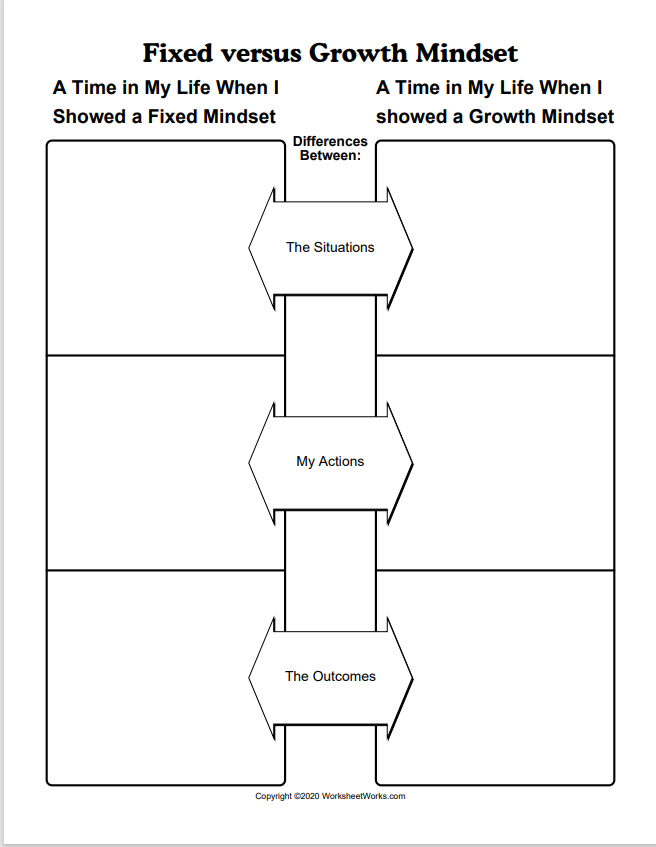 Fixed versus Growth Mindset
A Time in My Life When I
Showed a Fixed Mindset
A Time in My Life When I
showed a Growth Mindset
Differences
Between:
The Situations
My Actions
The Outcomes
Copyright ©2020 WorksheetWorks.com